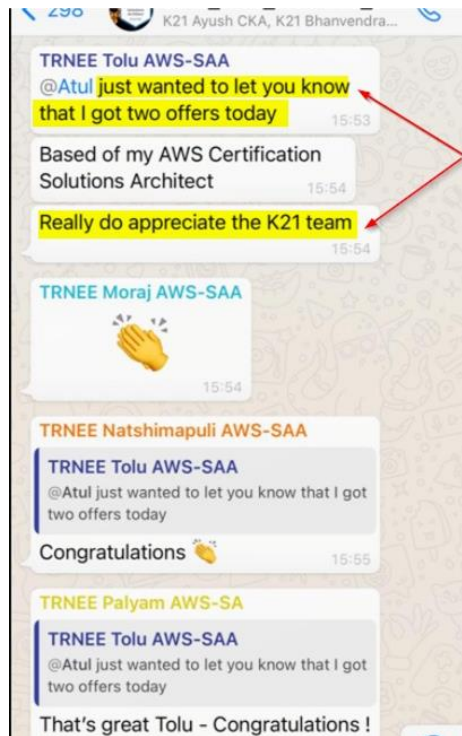 298
K21 Ayush CKA, K21 Bhanvendra...
TRNEE Tolu AWS-SAA
@Atul just wanted to let you know
that I got two offers today
15:53
Based of my AWS Certification
Solutions Architect
15:54
Really do appreciate the K21 team
15:54
TRNEE Moraj AWS-SAA
15:54
TRNEE Natshimapuli AWS-SAA
TRNEE Tolu AWS-SAA
@Atul just wanted to let you know that I got
two offers today
Congratulations 👏
15:55
TRNEE Palyam AWS-SA
TRNEE Tolu AWS-SAA
@Atul just wanted to let you know that I got
two offers today
That's great Tolu - Congratulations !